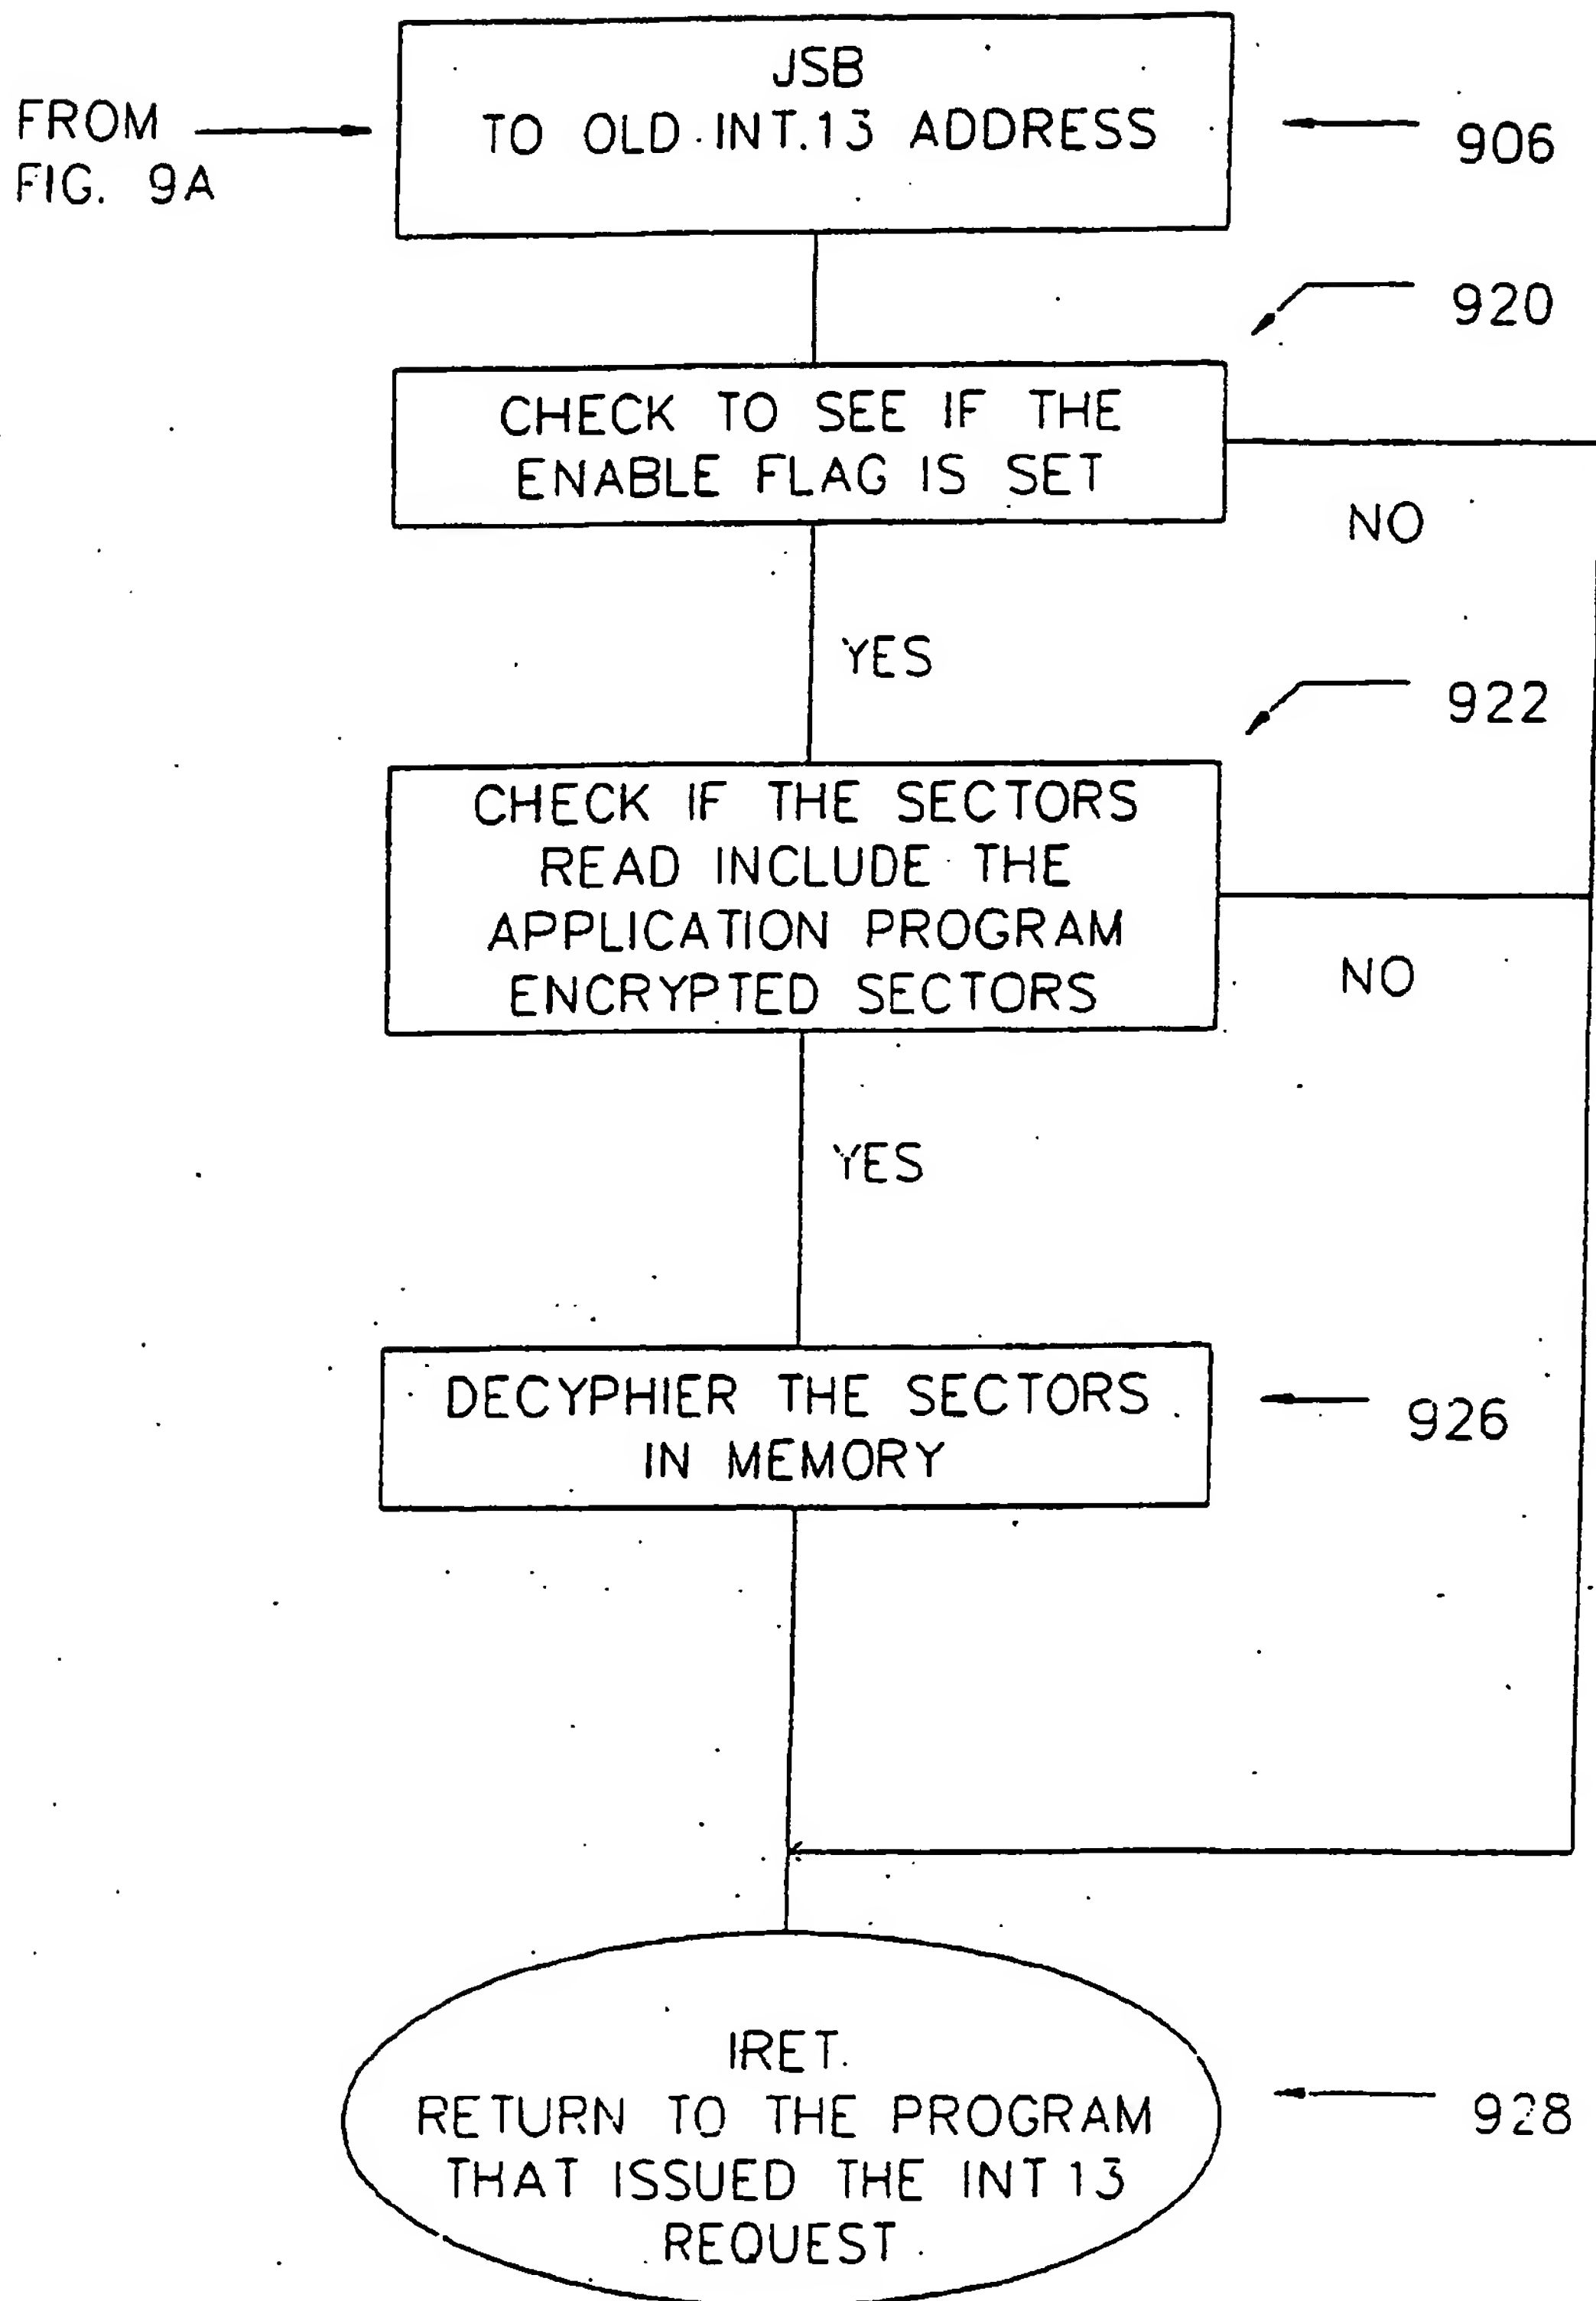 JSB
TO OLD INT.13 ADDRESS
FROM
FIG. 9A
906
920
CHECK TO SEE IF THE
ENABLE FLAG IS SET
NO
YES
922
CHECK IF THE SECTORS
READ INCLUDE THE
APPLICATION PROGRAM
ENCRYPTED SECTORS
NO
YES
DECYPHIER THE SECTORS
IN MEMORY
926
IRET.
RETURN TO THE PROGRAM
THAT ISSUED THE INT 13
REQUEST
928